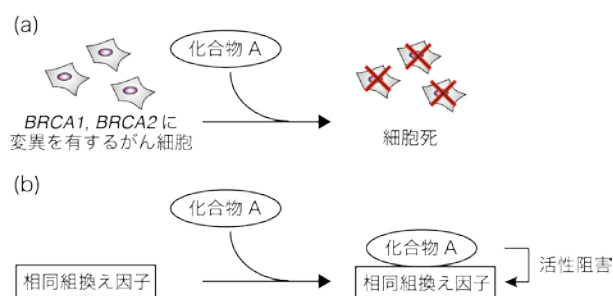 (a)
化合物 A
BRCA1, BRCA2 に
変異を有するがん細胞
細胞死
(b)
化合物 A
化合物 A
活性阻害
相同組換え因子
相同組換え因子